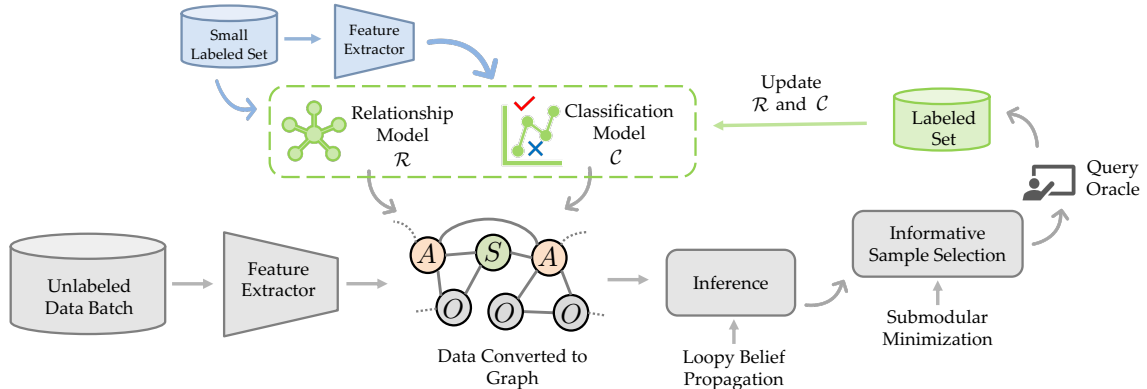 Small
Labeled Set
Feature
Extractor
Relationship
Model
ℛ
Classification
Model
𝒞
Update
ℛ and 𝒞
Labeled
Set
Query
Oracle
Unlabeled
Data Batch
Feature
Extractor
A
S
A
O
O
O
Data Converted to
Graph
Inference
Loopy Belief
Propagation
Informative
Sample Selection
Submodular
Minimization